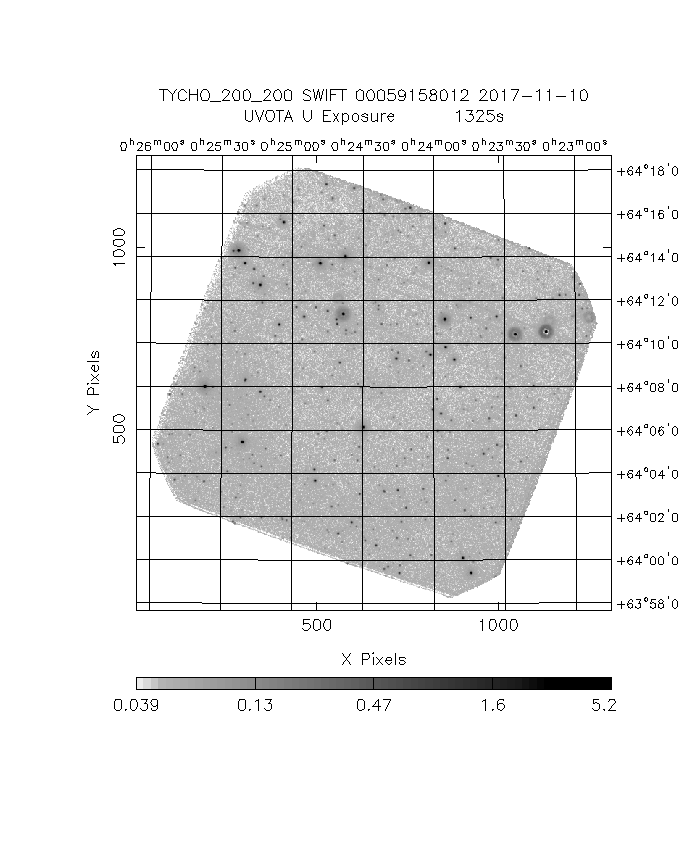 TYCHO_200_200 SWIFT 00059158012 2017-11-10
UVOTA U Exposure 1325s
0h26m00s 0h25m30s 0h25m00s 0h24m30s 0h24m00s 0h23m30s 0h23m00s
+64°18'0
+64°16'0
+64°14'0
+64°12'0
+64°10'0
+64°08'0
+64°06'0
+64°04'0
+64°02'0
+64°00'0
+63°58'0
1000
500
Y Pixels
500 1000
X Pixels
0.039 0.13 0.47 1.6 5.2